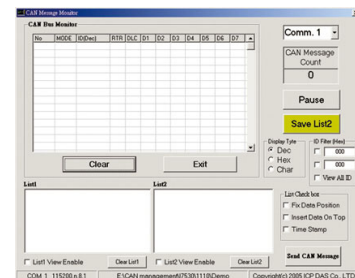 CAN Message Monitor
CAN Bus Monitor
No MODE ID(Dec) RTR DLC D1 D2 D3 D4 D5 D6 D7
Comm. 1
CAN Message Count
0
Pause
Save List2
Clear
Exit
Display Tyte
Dec
Hex
Char
ID Filter (Hex)
000
000
View All ID
List1
List2
List Check box
Fix Data Position
Insert Data On Top
Time Stamp
List1 View Enable
Clear List1
List2 View Enable
Clear List2
Send CAN Message
COM 1 115200,n,8,1
Copyright(c) 2005 ICP DAS Co., LTD